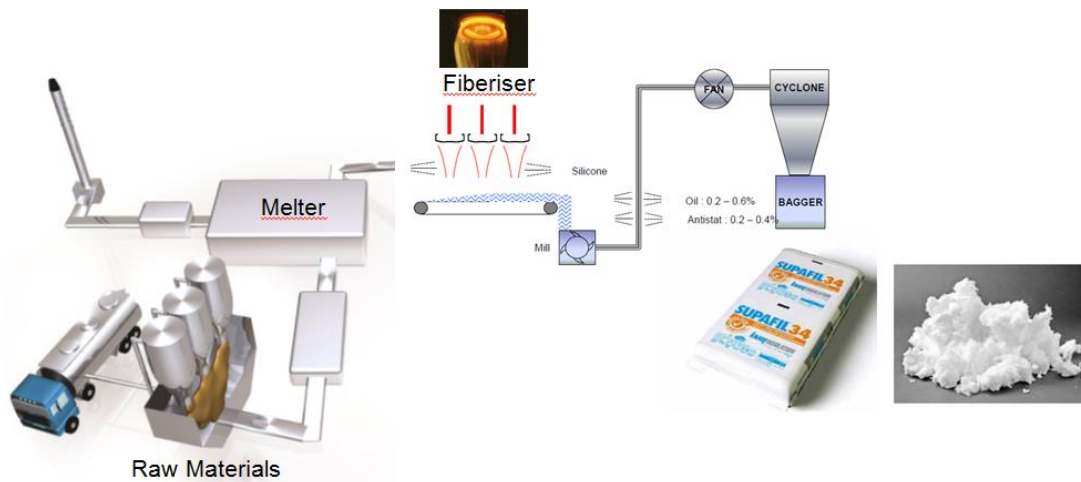 Fiberiser
FAN
CYCLONE
Silicone
Melter
Oil : 0.2 – 0.6%
BAGGER
Antistat : 0.2 – 0.4%
Mill
SUPAFIL34
SUPAFIL34
Raw Materials